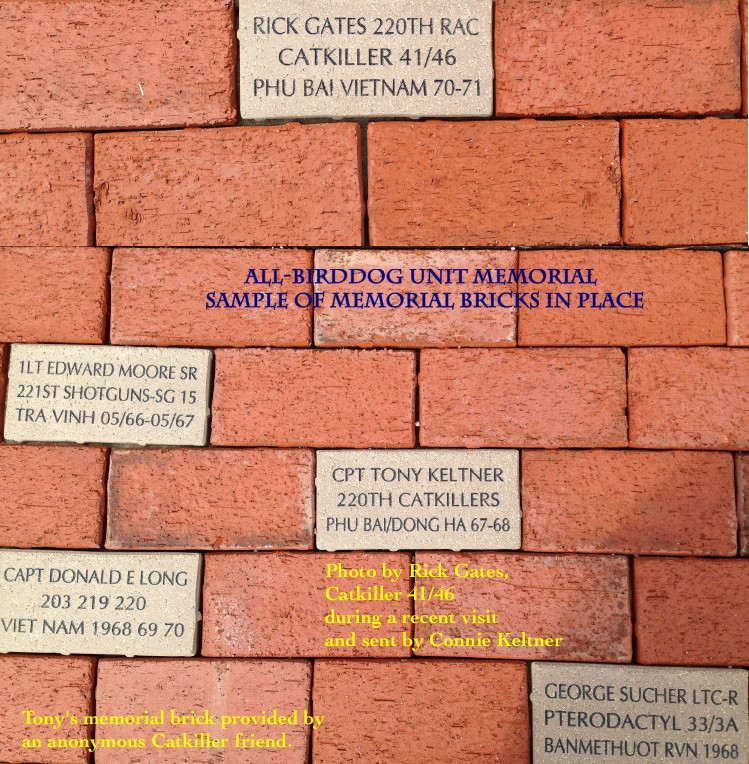 RICK GATES 220TH RAC
CATKILLER 41/46
PHU BAI VIETNAM 70-71
ALL-BIRDDOG UNIT MEMORIAL
SAMPLE OF MEMORIAL BRICKS IN PLACE
1LT EDWARD MOORE SR
221ST SHOTGUNS-SG 15
TRA VINH 05/66-05/67
CPT TONY KELTNER
220TH CATKILLERS
PHU BAI/DONG HA 67-68
CAPT DONALD E LONG
203 219 220
VIET NAM 1968 69 70
Photo by Rick Gates,
Catkiller 41/46
during a recent visit
and sent by Connie Keltner
GEORGE SUCHER LTC-R
PTERODACTYL 33/3A
BANMETHUOT RVN 1968
Tony's memorial brick provided by
an anonymous Catkiller friend.